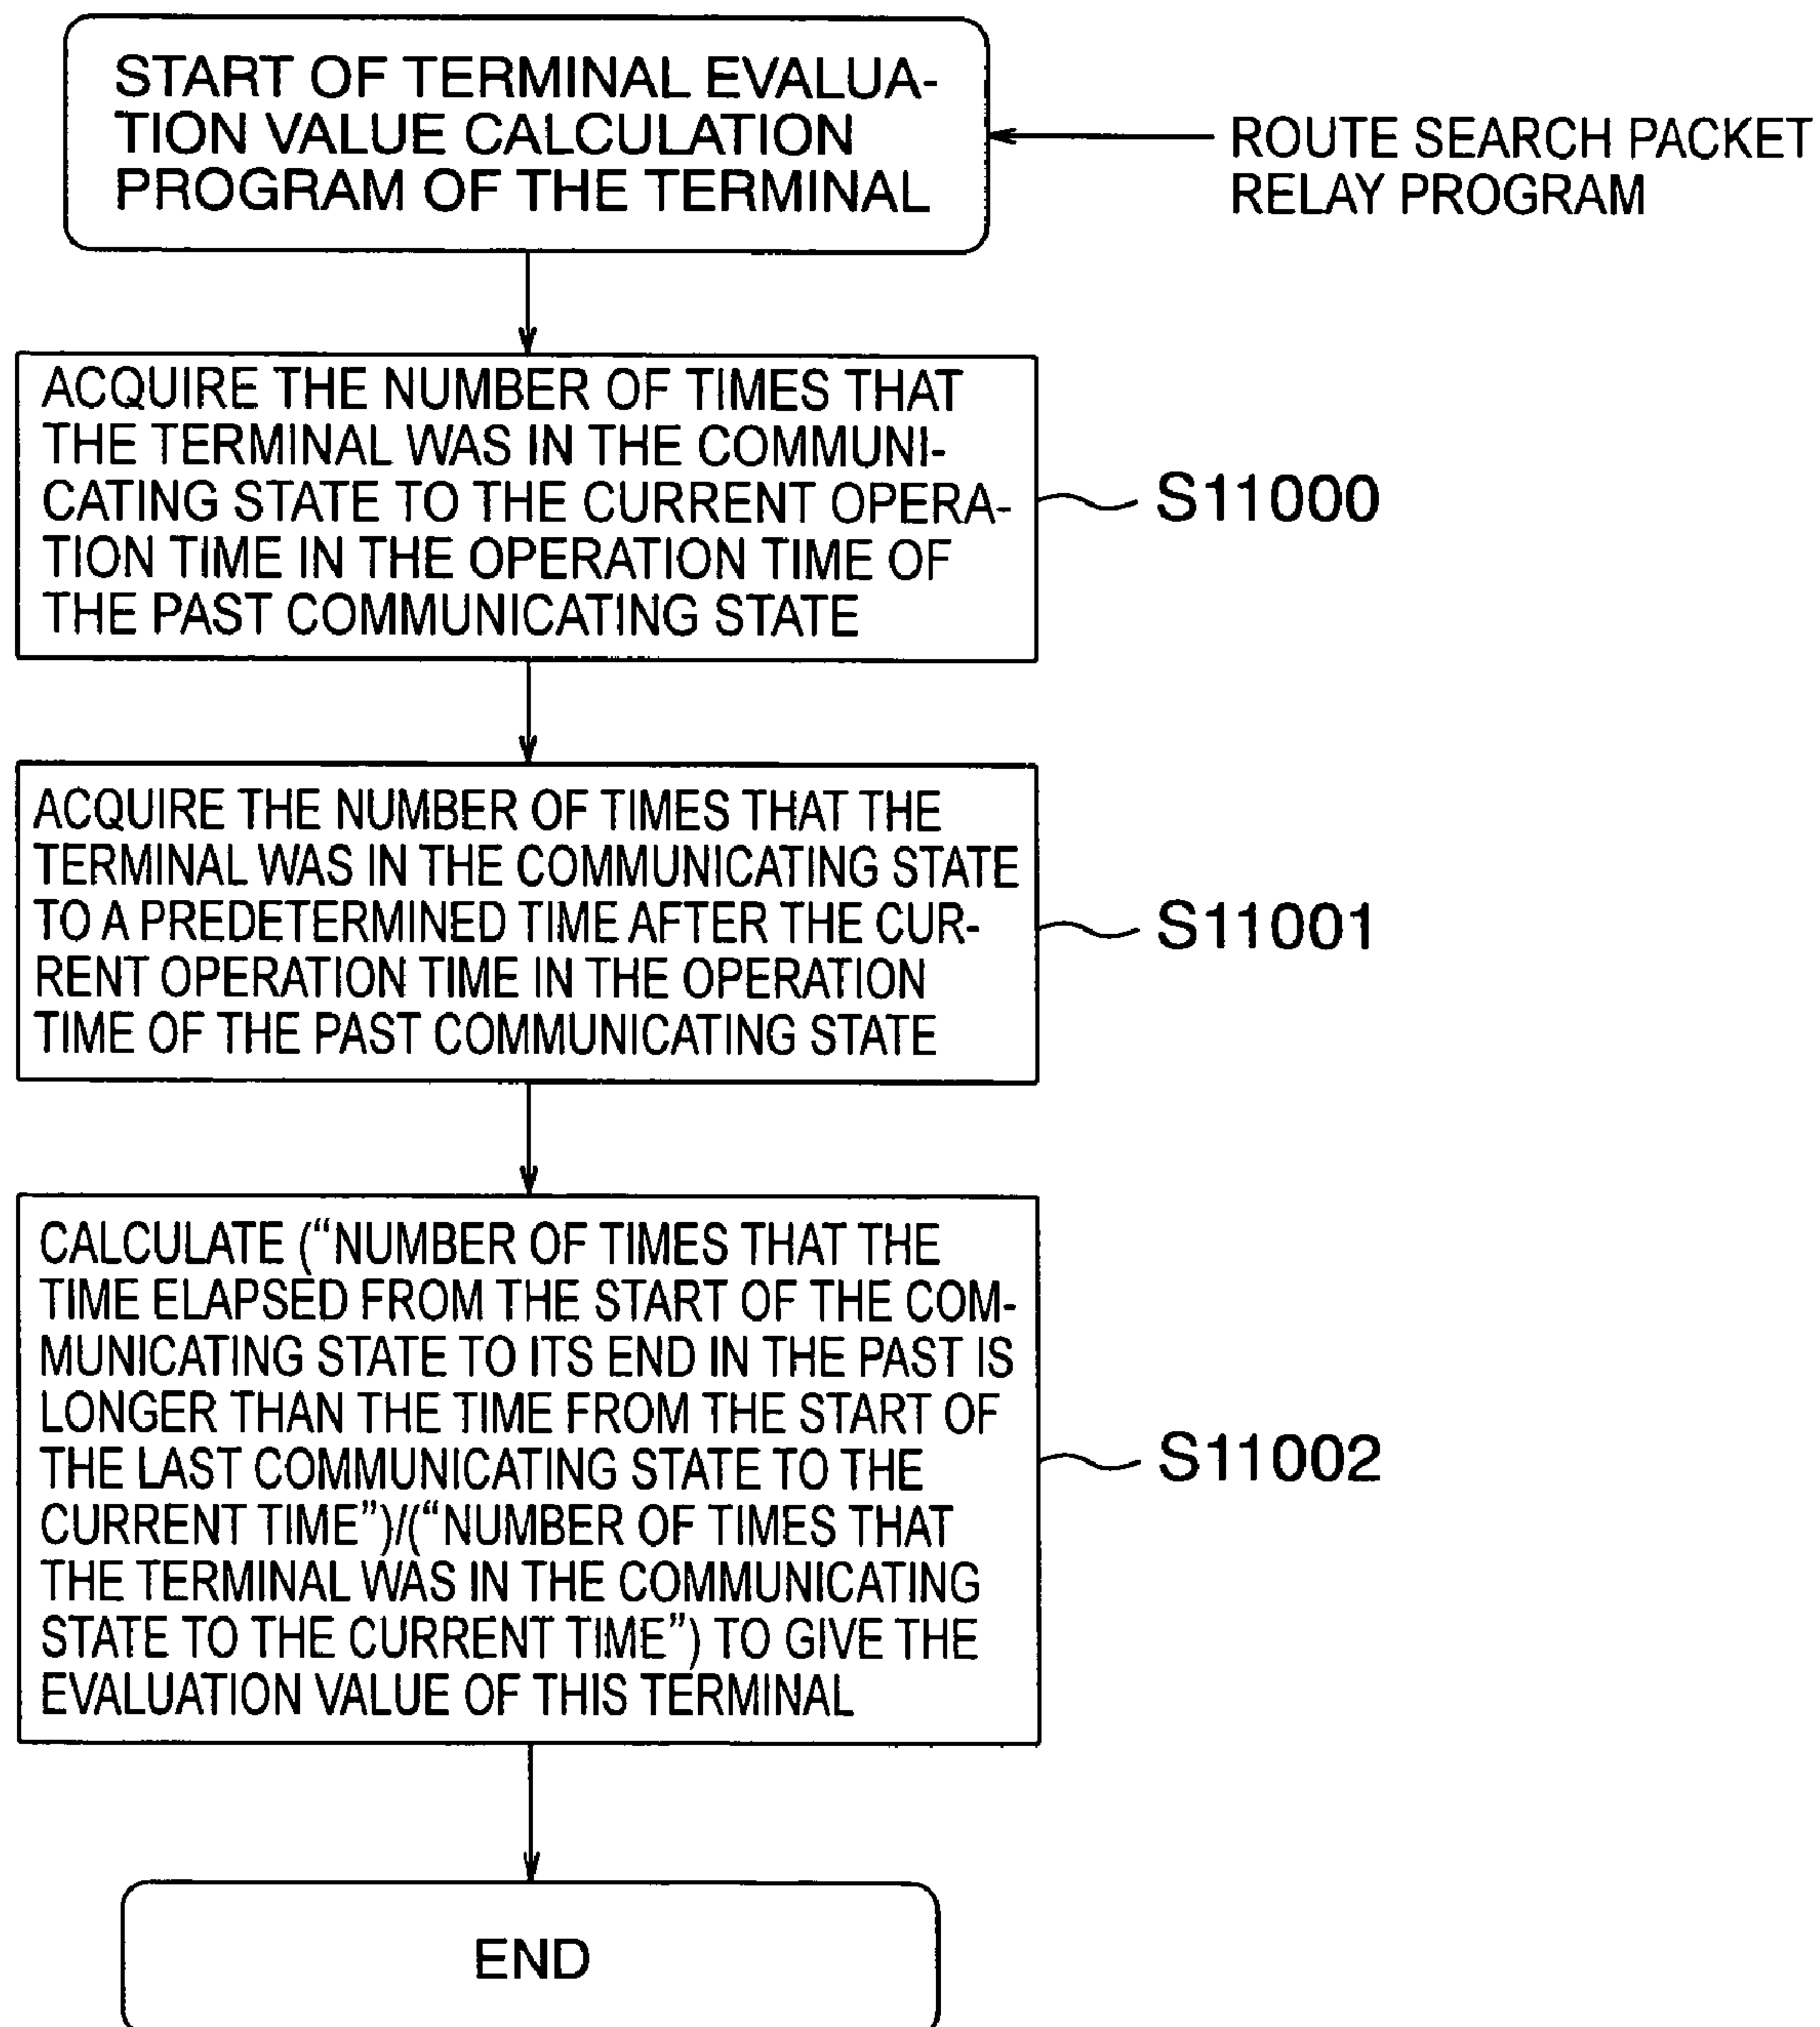 START OF TERMINAL EVALUA-
TION VALUE CALCULATION
PROGRAM OF THE TERMINAL
ROUTE SEARCH PACKET
RELAY PROGRAM
ACQUIRE THE NUMBER OF TIMES THAT
THE TERMINAL WAS IN THE COMMUNI-
CATING STATE TO THE CURRENT OPERA-
TION TIME IN THE OPERATION TIME OF
THE PAST COMMUNICATING STATE
S11000
ACQUIRE THE NUMBER OF TIMES THAT THE
TERMINAL WAS IN THE COMMUNICATING STATE
TO A PREDETERMINED TIME AFTER THE CUR-
RENT OPERATION TIME IN THE OPERATION
TIME OF THE PAST COMMUNICATING STATE
S11001
CALCULATE (“NUMBER OF TIMES THAT THE
TIME ELAPSED FROM THE START OF THE COM-
MUNICATING STATE TO ITS END IN THE PAST IS
LONGER THAN THE TIME FROM THE START OF
THE LAST COMMUNICATING STATE TO THE
CURRENT TIME”)/(“NUMBER OF TIMES THAT
THE TERMINAL WAS IN THE COMMUNICATING
STATE TO THE CURRENT TIME”) TO GIVE THE
EVALUATION VALUE OF THIS TERMINAL
S11002
END